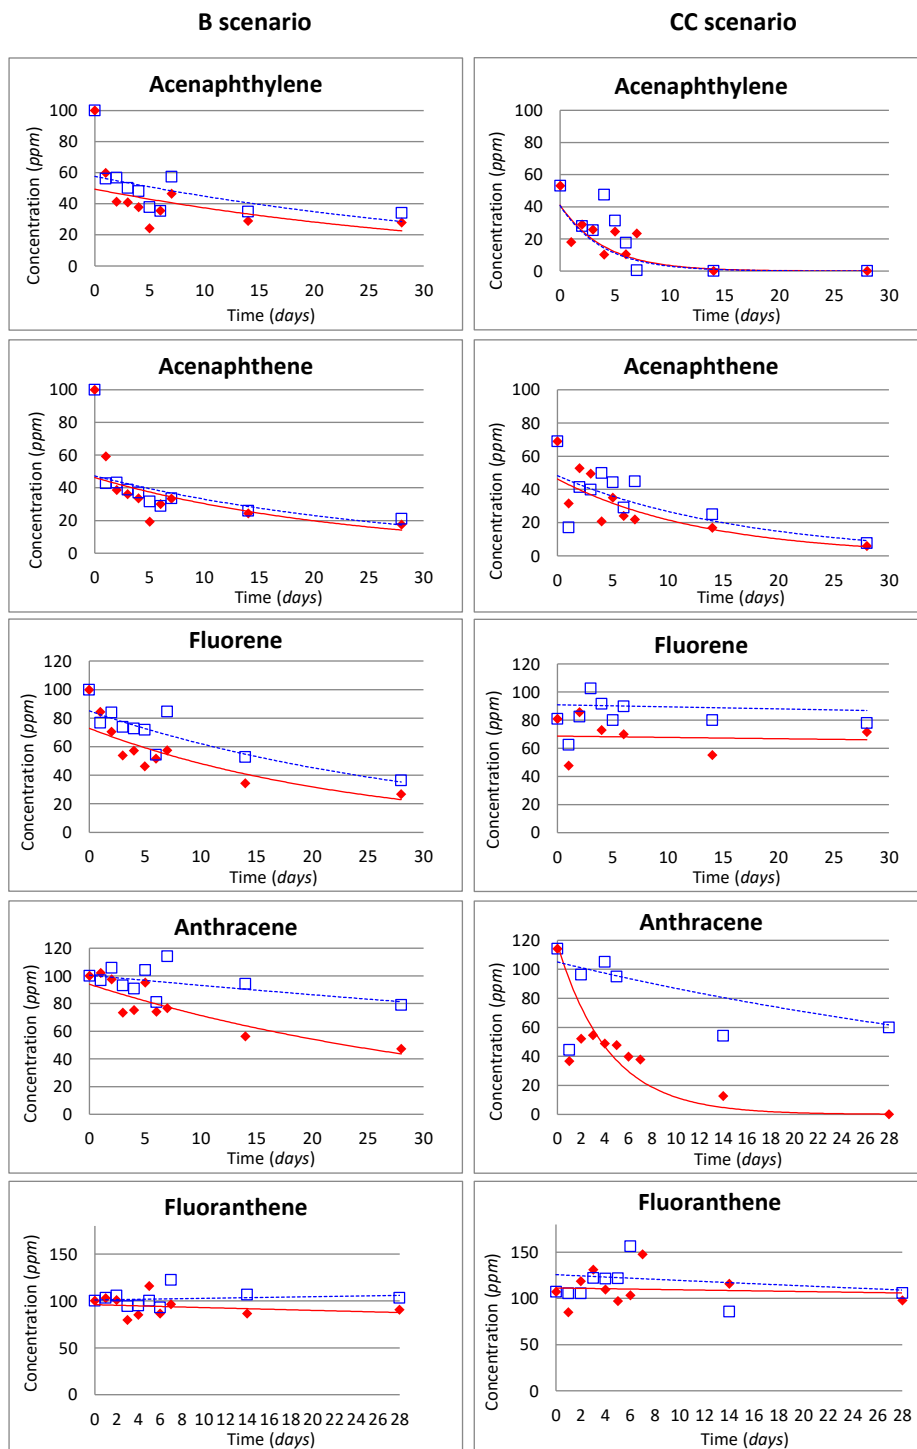 B scenario
CC scenario
Acenaphthylene
Concentration (ppm)
100
80
60
40
20
0
0 5 10 15 20 25 30
Time (days)
Acenaphthylene
Concentration (ppm)
100
80
60
40
20
0
0 5 10 15 20 25 30
Time (days)
Acenaphthene
Concentration (ppm)
100
80
60
40
20
0
0 5 10 15 20 25 30
Time (days)
Acenaphthene
Concentration (ppm)
100
80
60
40
20
0
0 5 10 15 20 25 30
Time (days)
Fluorene
Concentration (ppm)
120
100
80
60
40
20
0
0 5 10 15 20 25 30
Time (days)
Fluorene
Concentration (ppm)
120
100
80
60
40
20
0
0 5 10 15 20 25 30
Time (days)
Anthracene
Concentration (ppm)
120
100
80
60
40
20
0
0 5 10 15 20 25 30
Time (days)
Anthracene
Concentration (ppm)
120
100
80
60
40
20
0
0 2 4 6 8 10 12 14 16 18 20 22 24 26 28
Time (days)
Fluoranthene
Concentration (ppm)
150
100
50
0
0 2 4 6 8 10 12 14 16 18 20 22 24 26 28
Time (days)
Fluoranthene
Concentration (ppm)
150
100
50
0
0 2 4 6 8 10 12 14 16 18 20 22 24 26 28
Time (days)